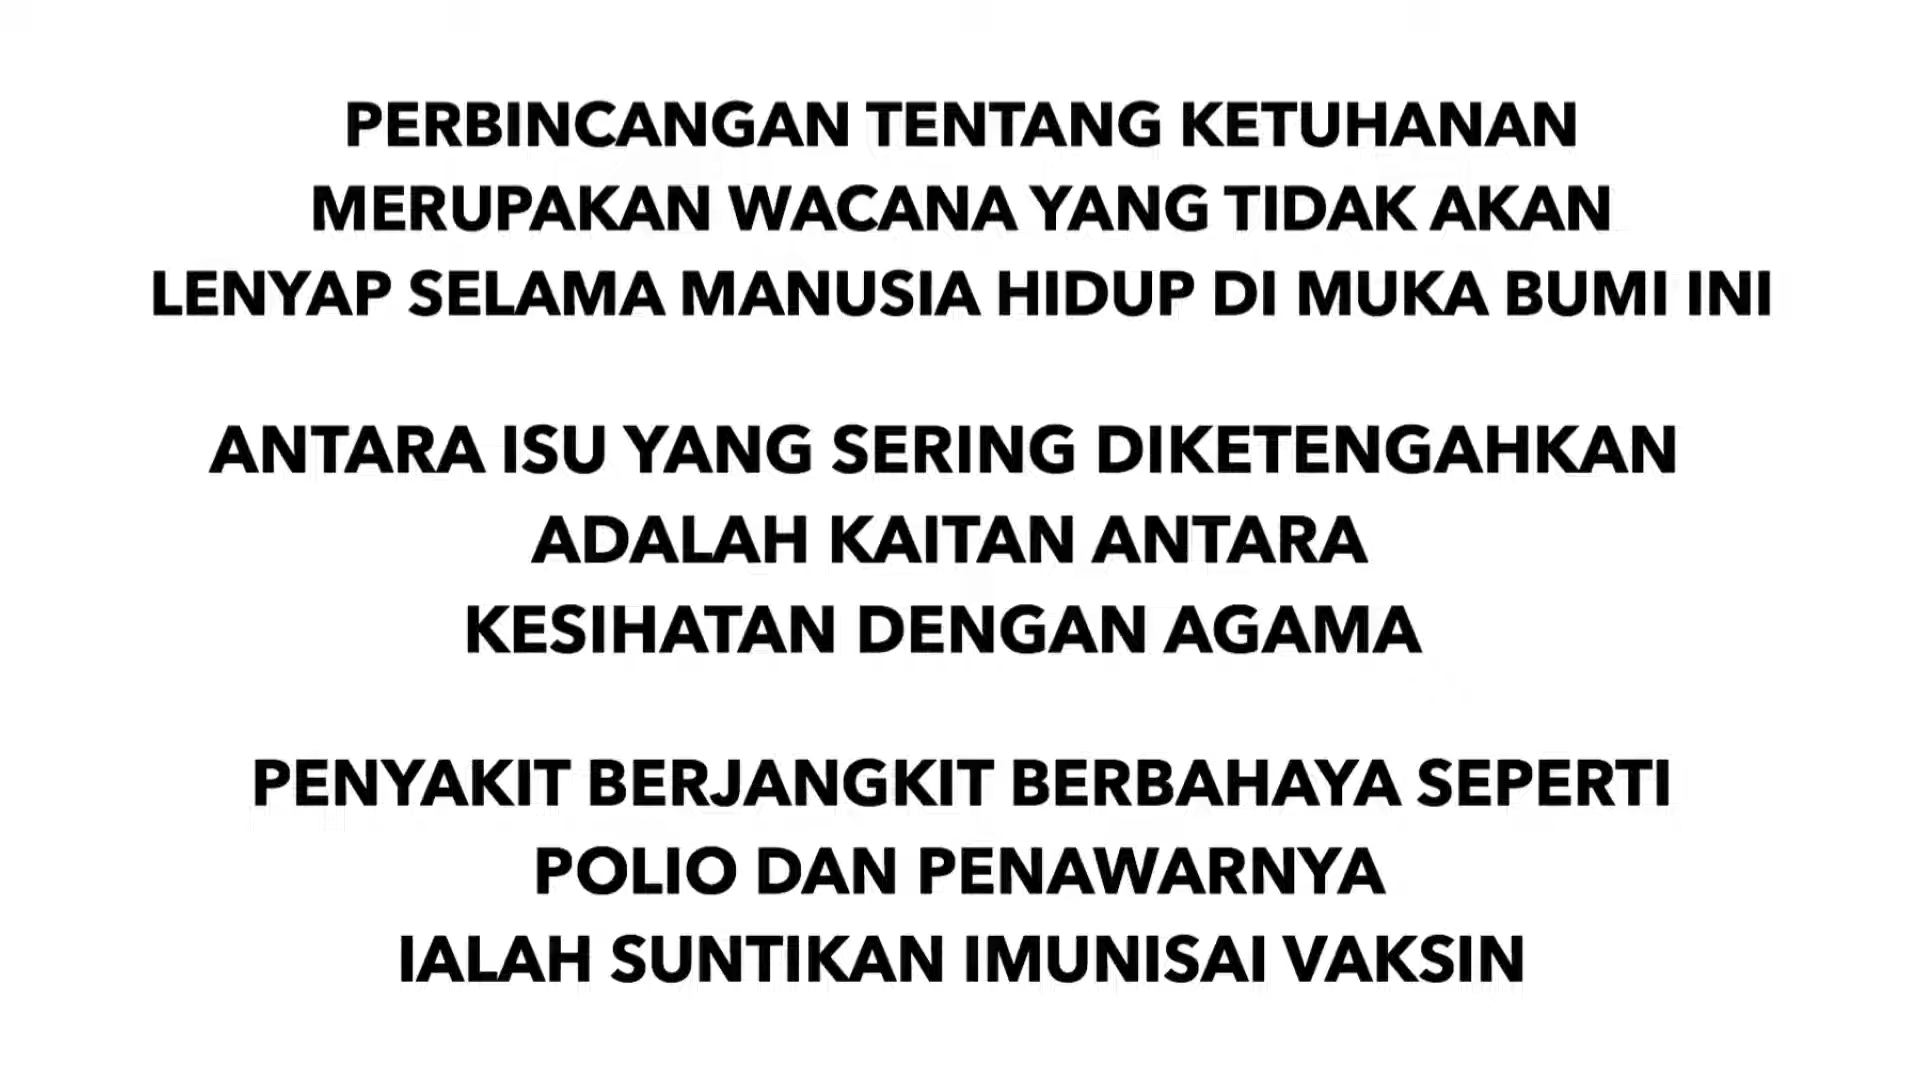 PERBINCANGAN TENTANG KETUHANAN
MERUPAKAN WACANA YANG TIDAK AKAN
LENYAP SELAMA MANUSIA HIDUP DI MUKA BUMI INI
ANTARA ISU YANG SERING DIKETENGAHKAN
ADALAH KAITAN ANTARA
KESIHATAN DENGAN AGAMA
PENYAKIT BERJANGKIT BERBAHAYA SEPERTI
POLIO DAN PENAWARNYA
IALAH SUNTIKAN IMUNISAI VAKSIN